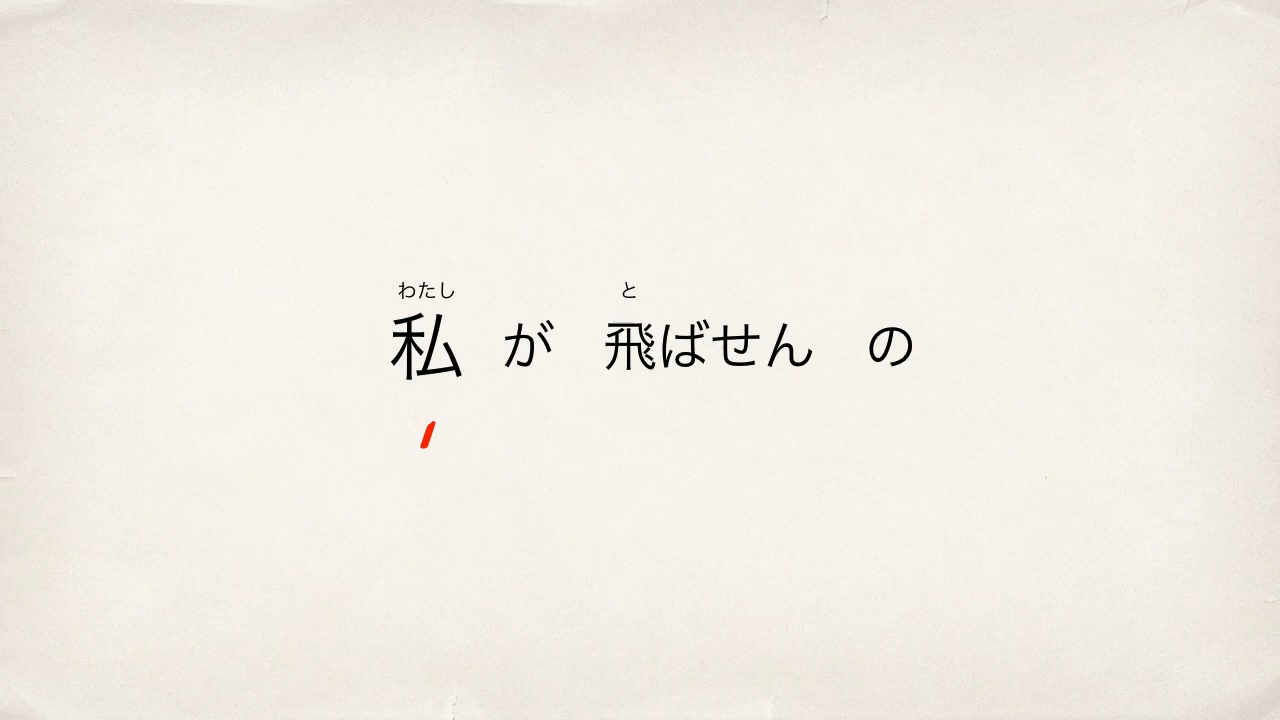 わたし と
私 が 飛ばせん の